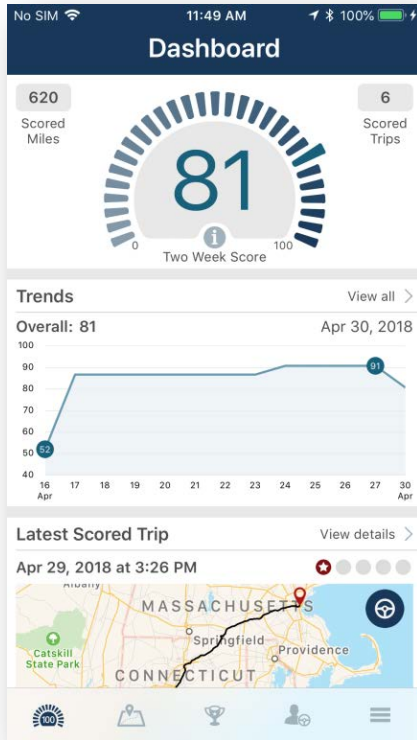 No SIM 11:49 AM 100%
Dashboard
620
Scored
Miles
6
Scored
Trips
81
0 100
Two Week Score
Trends View all
Overall: 81 Apr 30, 2018
100
90
80
70
60
50
40
52
91
16 17 18 19 20 21 22 23 24 25 26 27 30
Apr Apr
Latest Scored Trip View details
Apr 29, 2018 at 3:26 PM
Albany
MASSACHUSETTS
Springfield
Providence
Catskill
State Park
CONNECTICUT
100